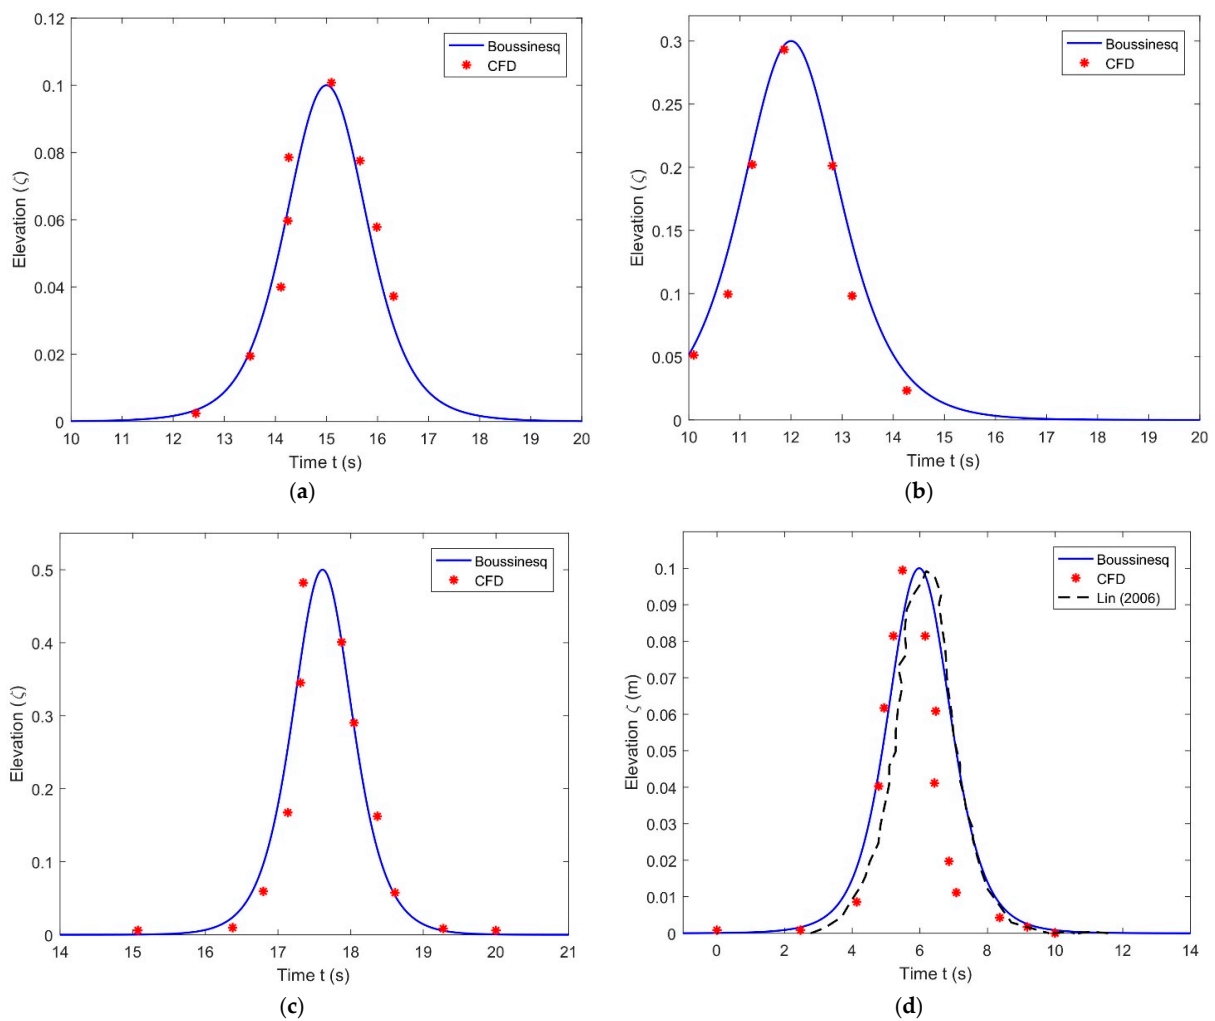 0.12
0.1
0.08
0.06
0.04
0.02
0
Elevation (ζ)
10 11 12 13 14 15 16 17 18 19 20
Time t (s)
Boussinesq
CFD
(a)
0.3
0.25
0.2
0.15
0.1
0.05
0
Elevation (ζ)
10 11 12 13 14 15 16 17 18 19 20
Time t (s)
Boussinesq
CFD
(b)
0.5
0.4
0.3
0.2
0.1
0
Elevation (ζ)
14 15 16 17 18 19 20 21
Time t (s)
Boussinesq
CFD
(c)
0.1
0.09
0.08
0.07
0.06
0.05
0.04
0.03
0.02
0.01
0
Elevation ζ (m)
0 2 4 6 8 10 12 14
Time t (s)
Boussinesq
CFD
Lin (2006)
(d)